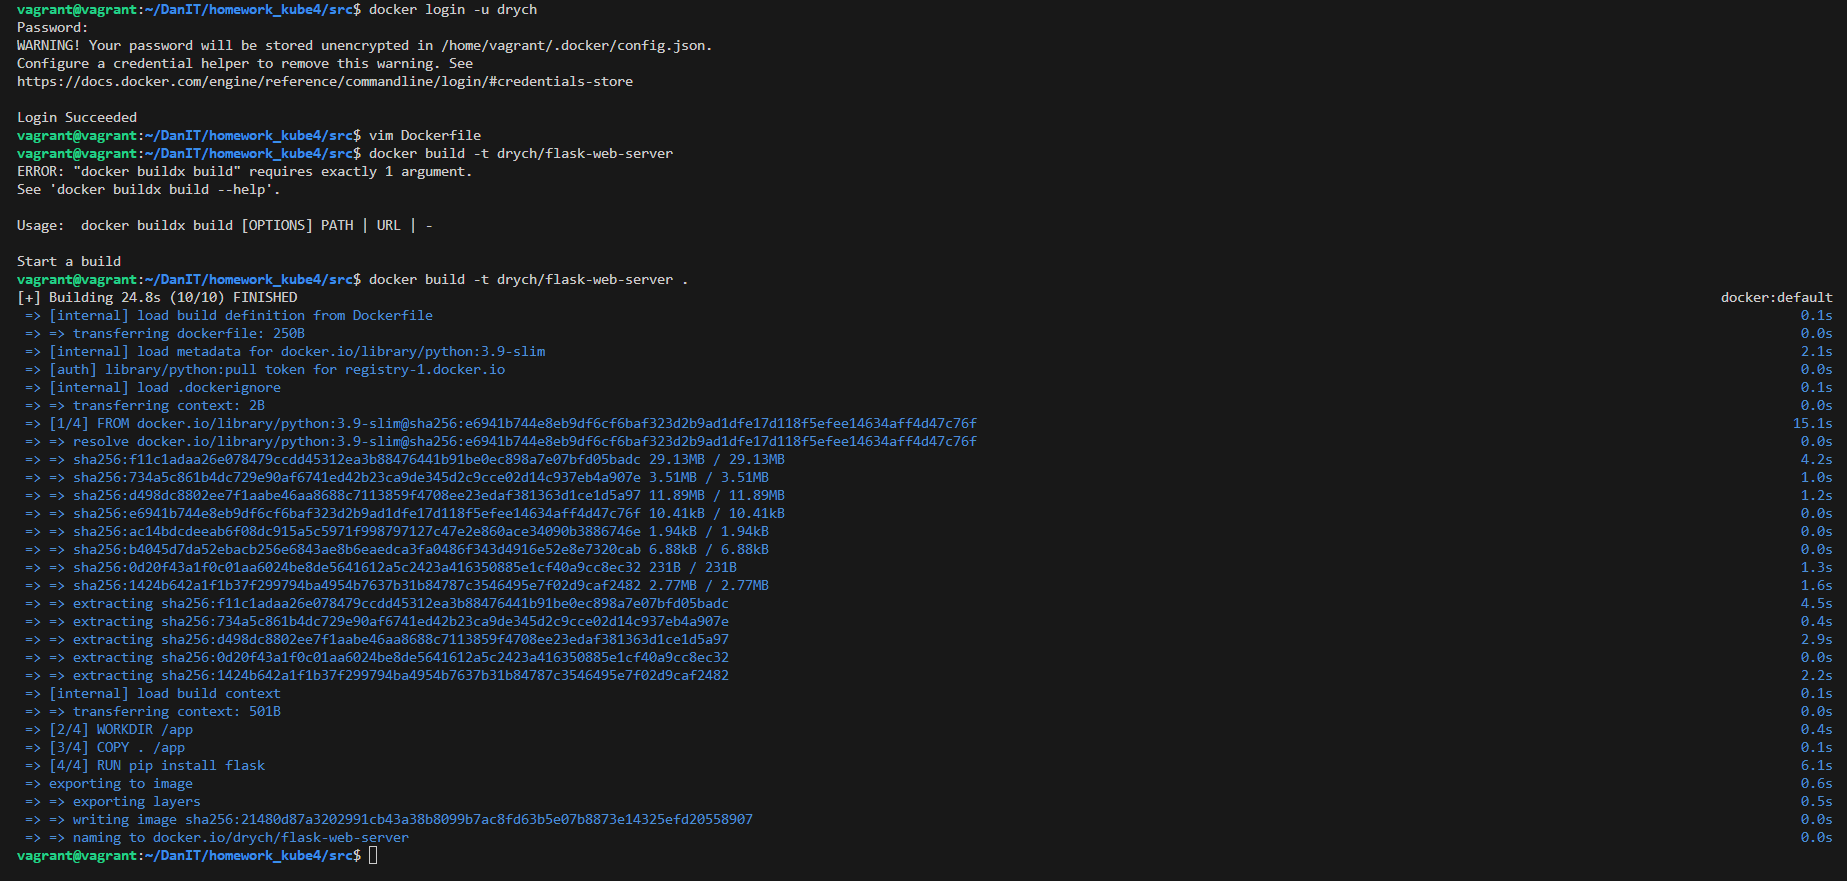 vagrant@vagrant:~/DanIT/homework_kube4/src$ docker login -u drych
Password:
WARNING! Your password will be stored unencrypted in /home/vagrant/.docker/config.json.
Configure a credential helper to remove this warning. See
https://docs.docker.com/engine/reference/commandline/login/#credentials-store
Login Succeeded
vagrant@vagrant:~/DanIT/homework_kube4/src$ vim Dockerfile
vagrant@vagrant:~/DanIT/homework_kube4/src$ docker build -t drych/flask-web-server
ERROR: "docker buildx build" requires exactly 1 argument.
See 'docker buildx build --help'.
Usage:  docker buildx build [OPTIONS] PATH | URL | -
Start a build
vagrant@vagrant:~/DanIT/homework_kube4/src$ docker build -t drych/flask-web-server .
[+] Building 24.8s (10/10) FINISHED docker:default
=> [internal] load build definition from Dockerfile 0.1s
=> => transferring dockerfile: 250B 0.0s
=> [internal] load metadata for docker.io/library/python:3.9-slim 2.1s
=> [auth] library/python:pull token for registry-1.docker.io 0.0s
=> [internal] load .dockerignore 0.1s
=> => transferring context: 2B 0.0s
=> [1/4] FROM docker.io/library/python:3.9-slim@sha256:e6941b744e8eb9df6cf6baf323d2b9ad1dfe17d118f5efee14634aff4d47c76f 15.1s
=> => resolve docker.io/library/python:3.9-slim@sha256:e6941b744e8eb9df6cf6baf323d2b9ad1dfe17d118f5efee14634aff4d47c76f 0.0s
=> => sha256:f11c1adaa26e078479ccdd45312ea3b88476441b91be0ec898a7e07bfd05badc 29.13MB / 29.13MB 4.2s
=> => sha256:734a5c861b4dc729e90af6741ed42b23ca9de345d2c9cce02d14c937eb4a907e 3.51MB / 3.51MB 1.0s
=> => sha256:d498dc8802ee7f1aabe46aa8688c7113859f4708ee23edaf381363d1ce1d5a97 11.89MB / 11.89MB 1.2s
=> => sha256:e6941b744e8eb9df6cf6baf323d2b9ad1dfe17d118f5efee14634aff4d47c76f 10.41kB / 10.41kB 0.0s
=> => sha256:ac14bdcdeeab6f08dc915a5c5971f998797127c47e2e860ace34090b3886746e 1.94kB / 1.94kB 0.0s
=> => sha256:b4045d7da52ebacb256e6843ae8b6eaedca3fa0486f343d4916e52e8e7320cab 6.88kB / 6.88kB 0.0s
=> => sha256:0d20f43a1f0c01aa6024be8de5641612a5c2423a416350885e1cf40a9cc8ec32 231B / 231B 1.3s
=> => sha256:1424b642a1f1b37f299794ba4954b7637b31b84787c3546495e7f02d9caf2482 2.77MB / 2.77MB 1.6s
=> => extracting sha256:f11c1adaa26e078479ccdd45312ea3b88476441b91be0ec898a7e07bfd05badc 4.5s
=> => extracting sha256:734a5c861b4dc729e90af6741ed42b23ca9de345d2c9cce02d14c937eb4a907e 0.4s
=> => extracting sha256:d498dc8802ee7f1aabe46aa8688c7113859f4708ee23edaf381363d1ce1d5a97 2.9s
=> => extracting sha256:0d20f43a1f0c01aa6024be8de5641612a5c2423a416350885e1cf40a9cc8ec32 0.0s
=> => extracting sha256:1424b642a1f1b37f299794ba4954b7637b31b84787c3546495e7f02d9caf2482 2.2s
=> [internal] load build context 0.1s
=> => transferring context: 501B 0.0s
=> [2/4] WORKDIR /app 0.4s
=> [3/4] COPY . /app 0.1s
=> [4/4] RUN pip install flask 6.1s
=> exporting to image 0.6s
=> => exporting layers 0.5s
=> => writing image sha256:21480d87a3202991cb43a38b8099b7ac8fd63b5e07b8873e14325efd20558907 0.0s
=> => naming to docker.io/drych/flask-web-server 0.0s
vagrant@vagrant:~/DanIT/homework_kube4/src$